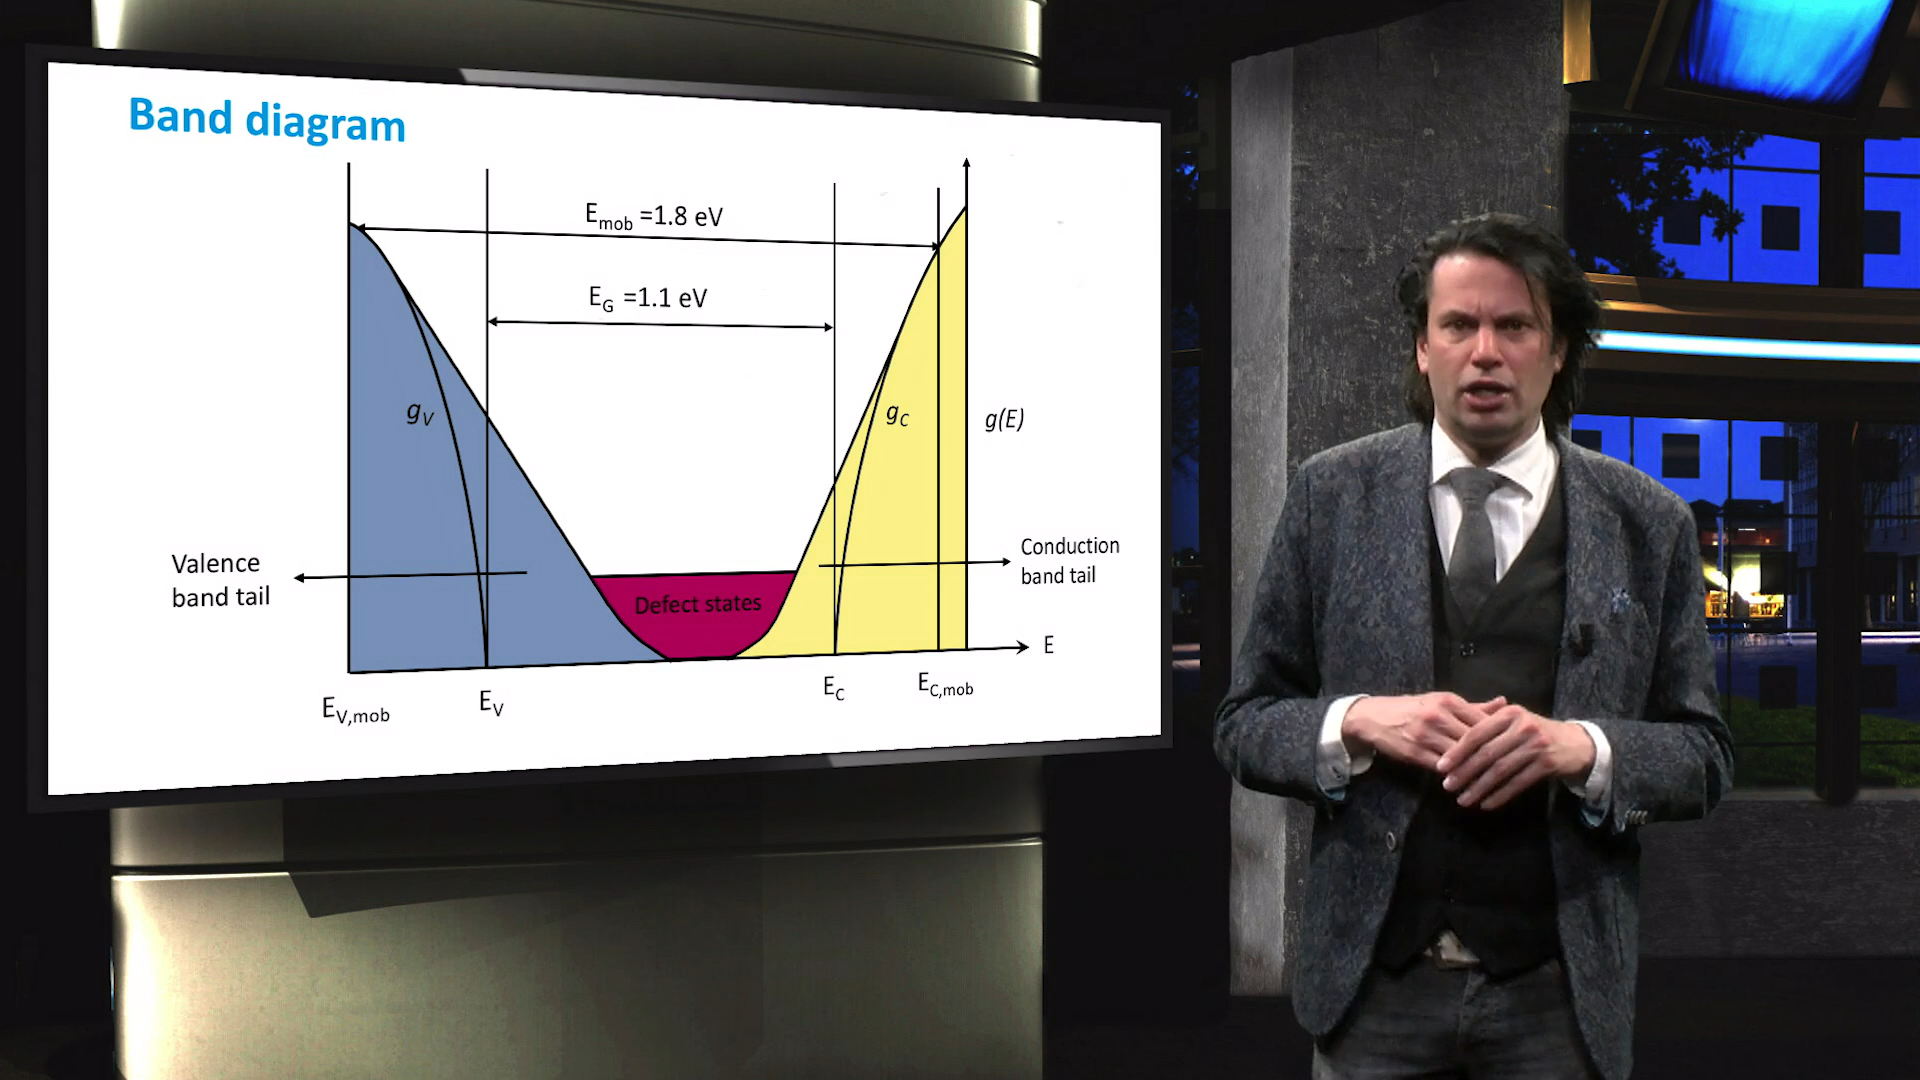 Band diagram
E_mob =1.8 eV
E_G =1.1 eV
g_V
g_C
g(E)
Valence
band tail
Conduction
band tail
Defect states
E
E_V,mob
E_V
E_C
E_C,mob